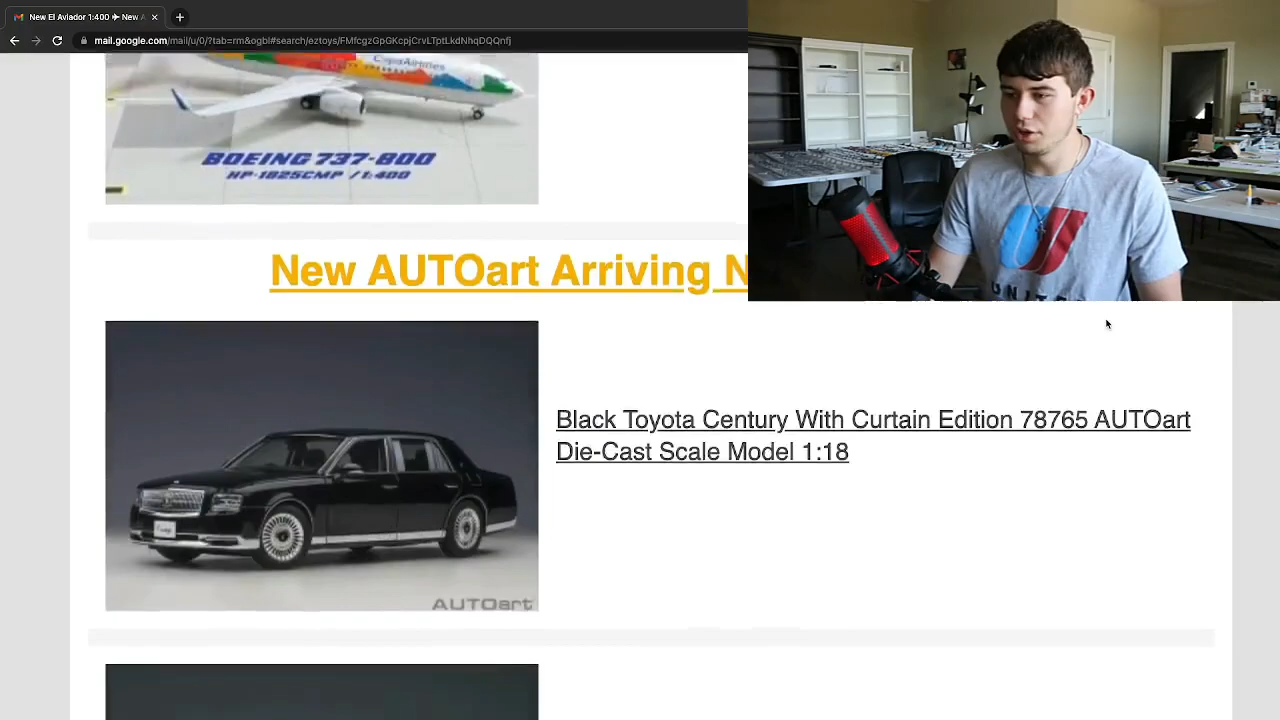 New El Aviador 1:400 ✈ New A
mail.google.com/mail/u/0/?tab=rm&ogbl#search/eztoys/FMfcgzGpGKcpjCrvLTptLkdNhqDQQnfj
CopaAirlines
BOEING 737-800
HP-1825CMP /1:400
UNITED
New AUTOart Arriving N
Black Toyota Century With Curtain Edition 78765 AUTOart
Die-Cast Scale Model 1:18
AUTOart